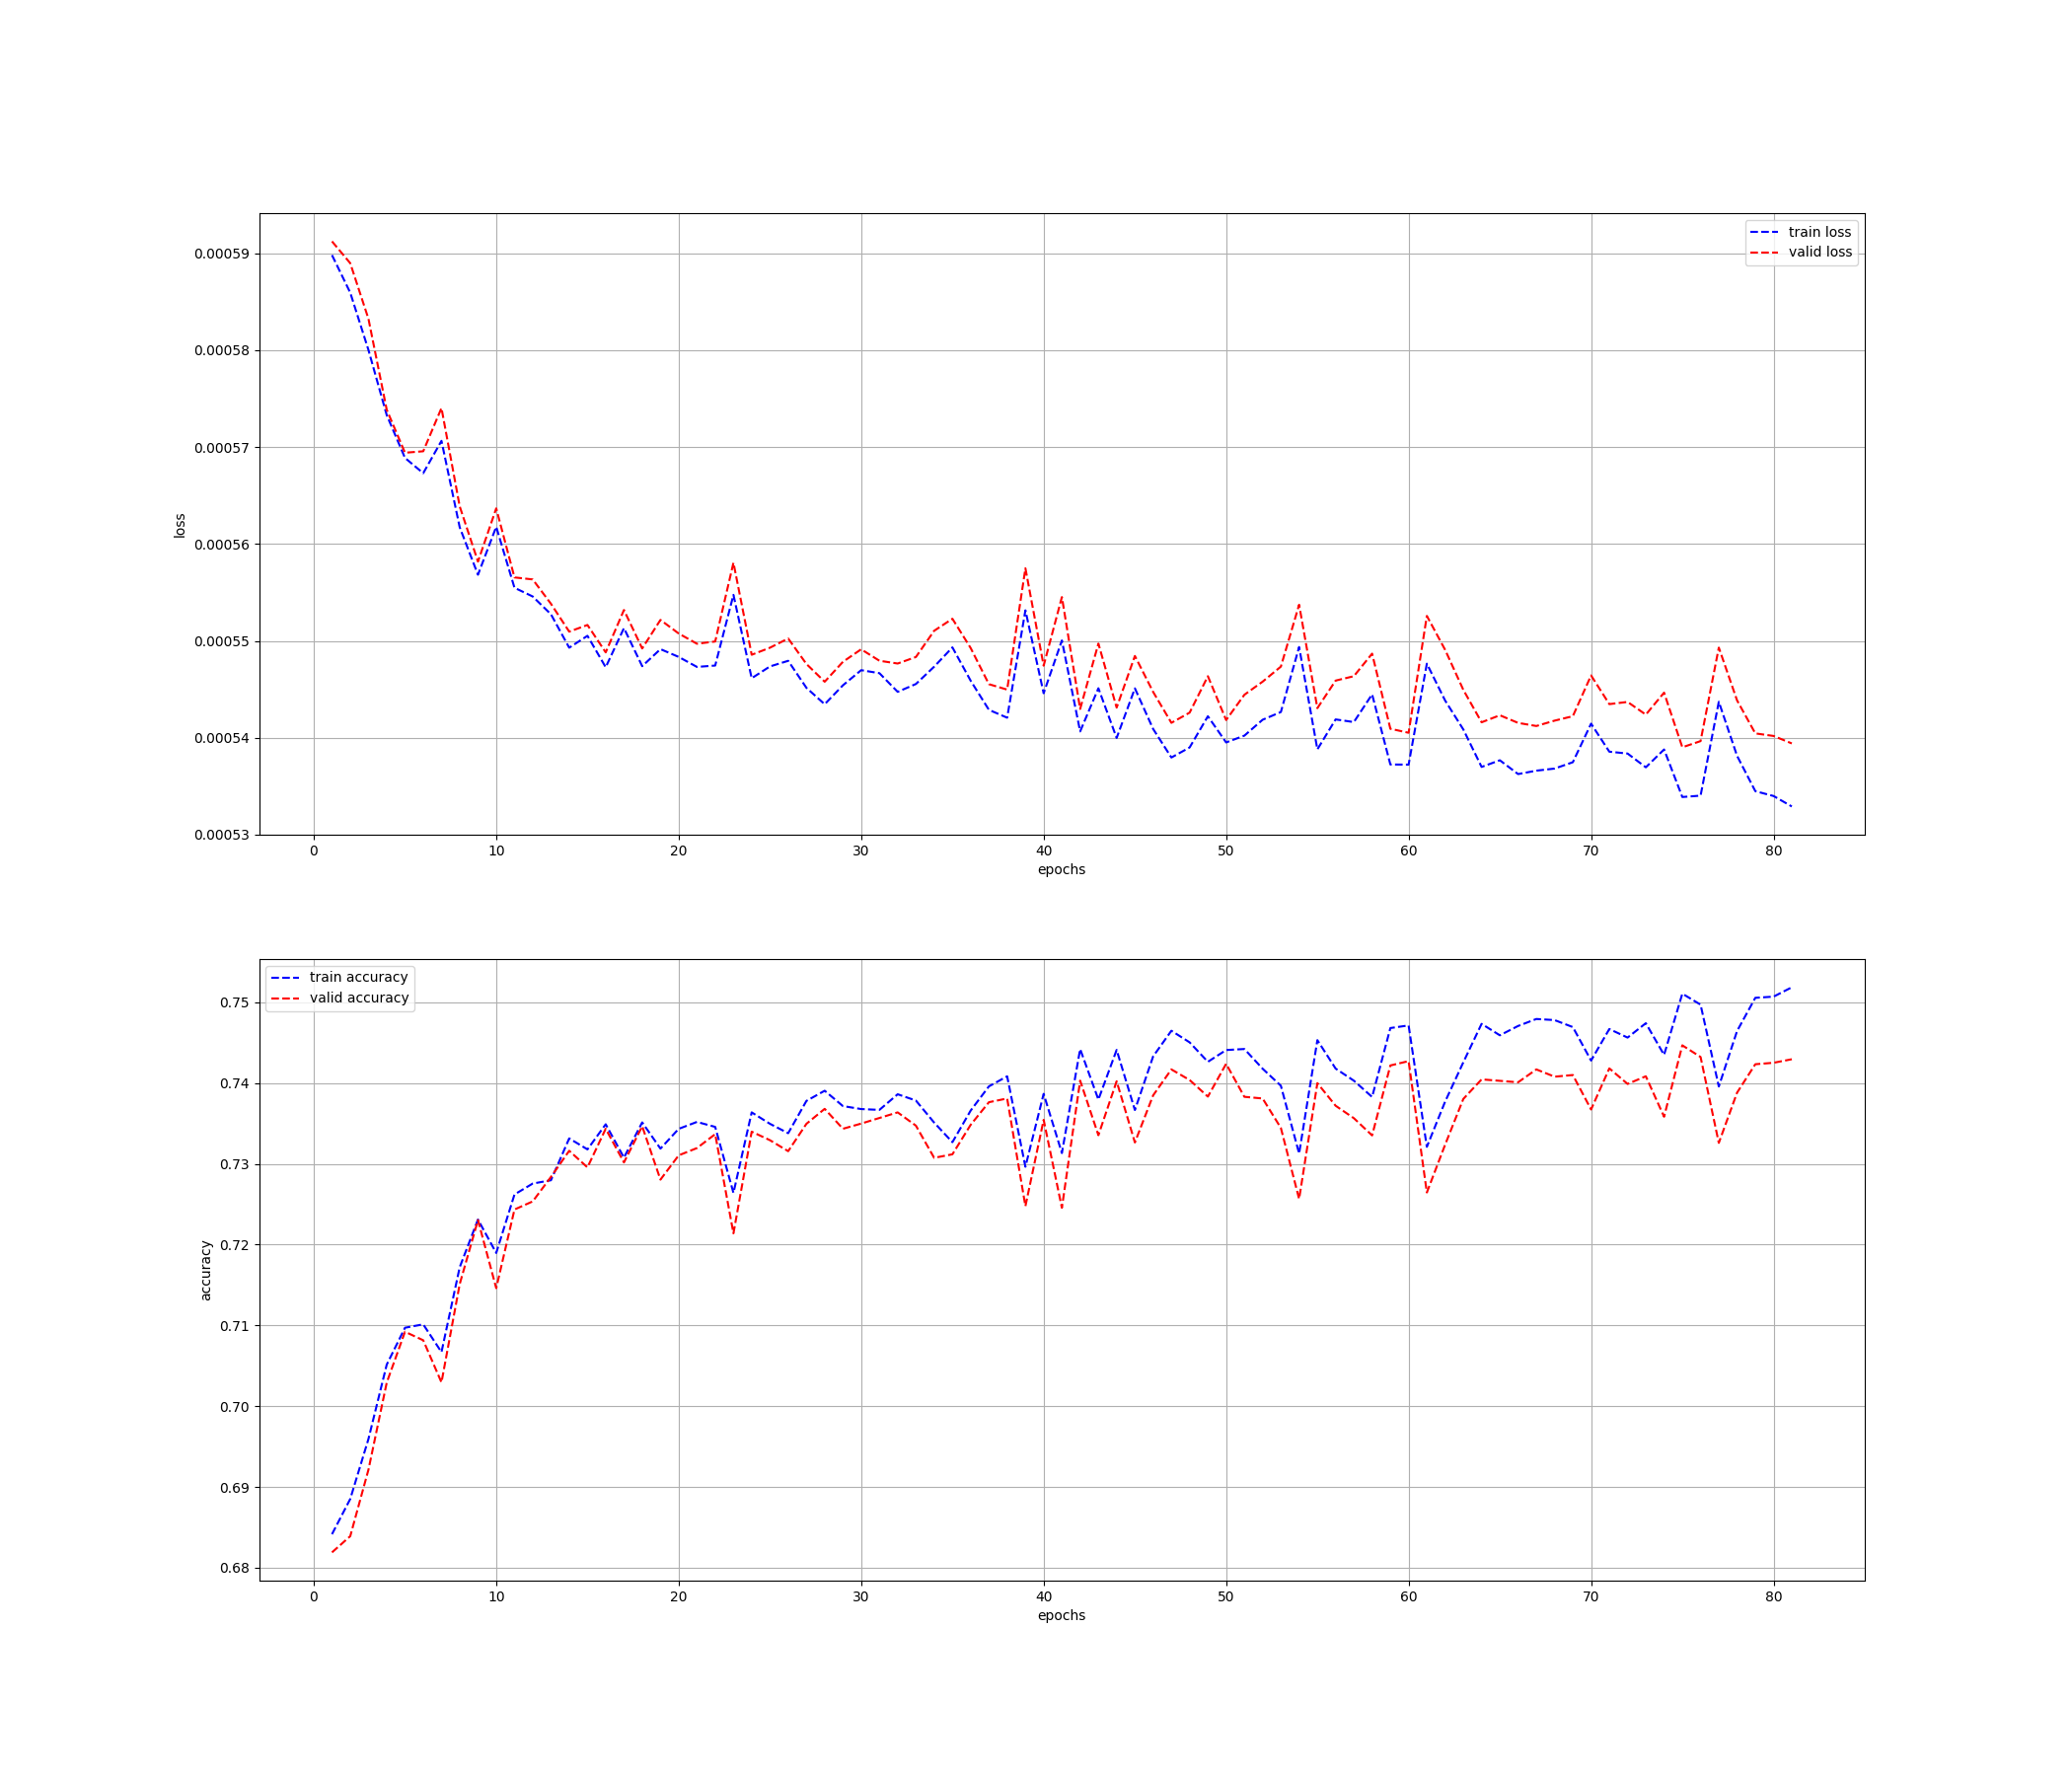 train loss
valid loss
0.00059
0.00058
0.00057
0.00056
0.00055
0.00054
0.00053
loss
0 10 20 30 40 50 60 70 80
epochs
train accuracy
valid accuracy
0.75
0.74
0.73
0.72
0.71
0.70
0.69
0.68
accuracy
0 10 20 30 40 50 60 70 80
epochs